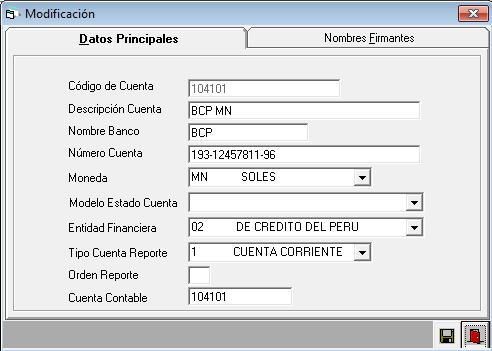 Modificación
Datos Principales
Nombres Firmantes
Código de Cuenta 104101
Descripción Cuenta BCP MN
Nombre Banco BCP
Número Cuenta 193-12457811-96
Moneda MN SOLES
Modelo Estado Cuenta
Entidad Financiera 02 DE CREDITO DEL PERU
Tipo Cuenta Reporte 1 CUENTA CORRIENTE
Orden Reporte
Cuenta Contable 104101